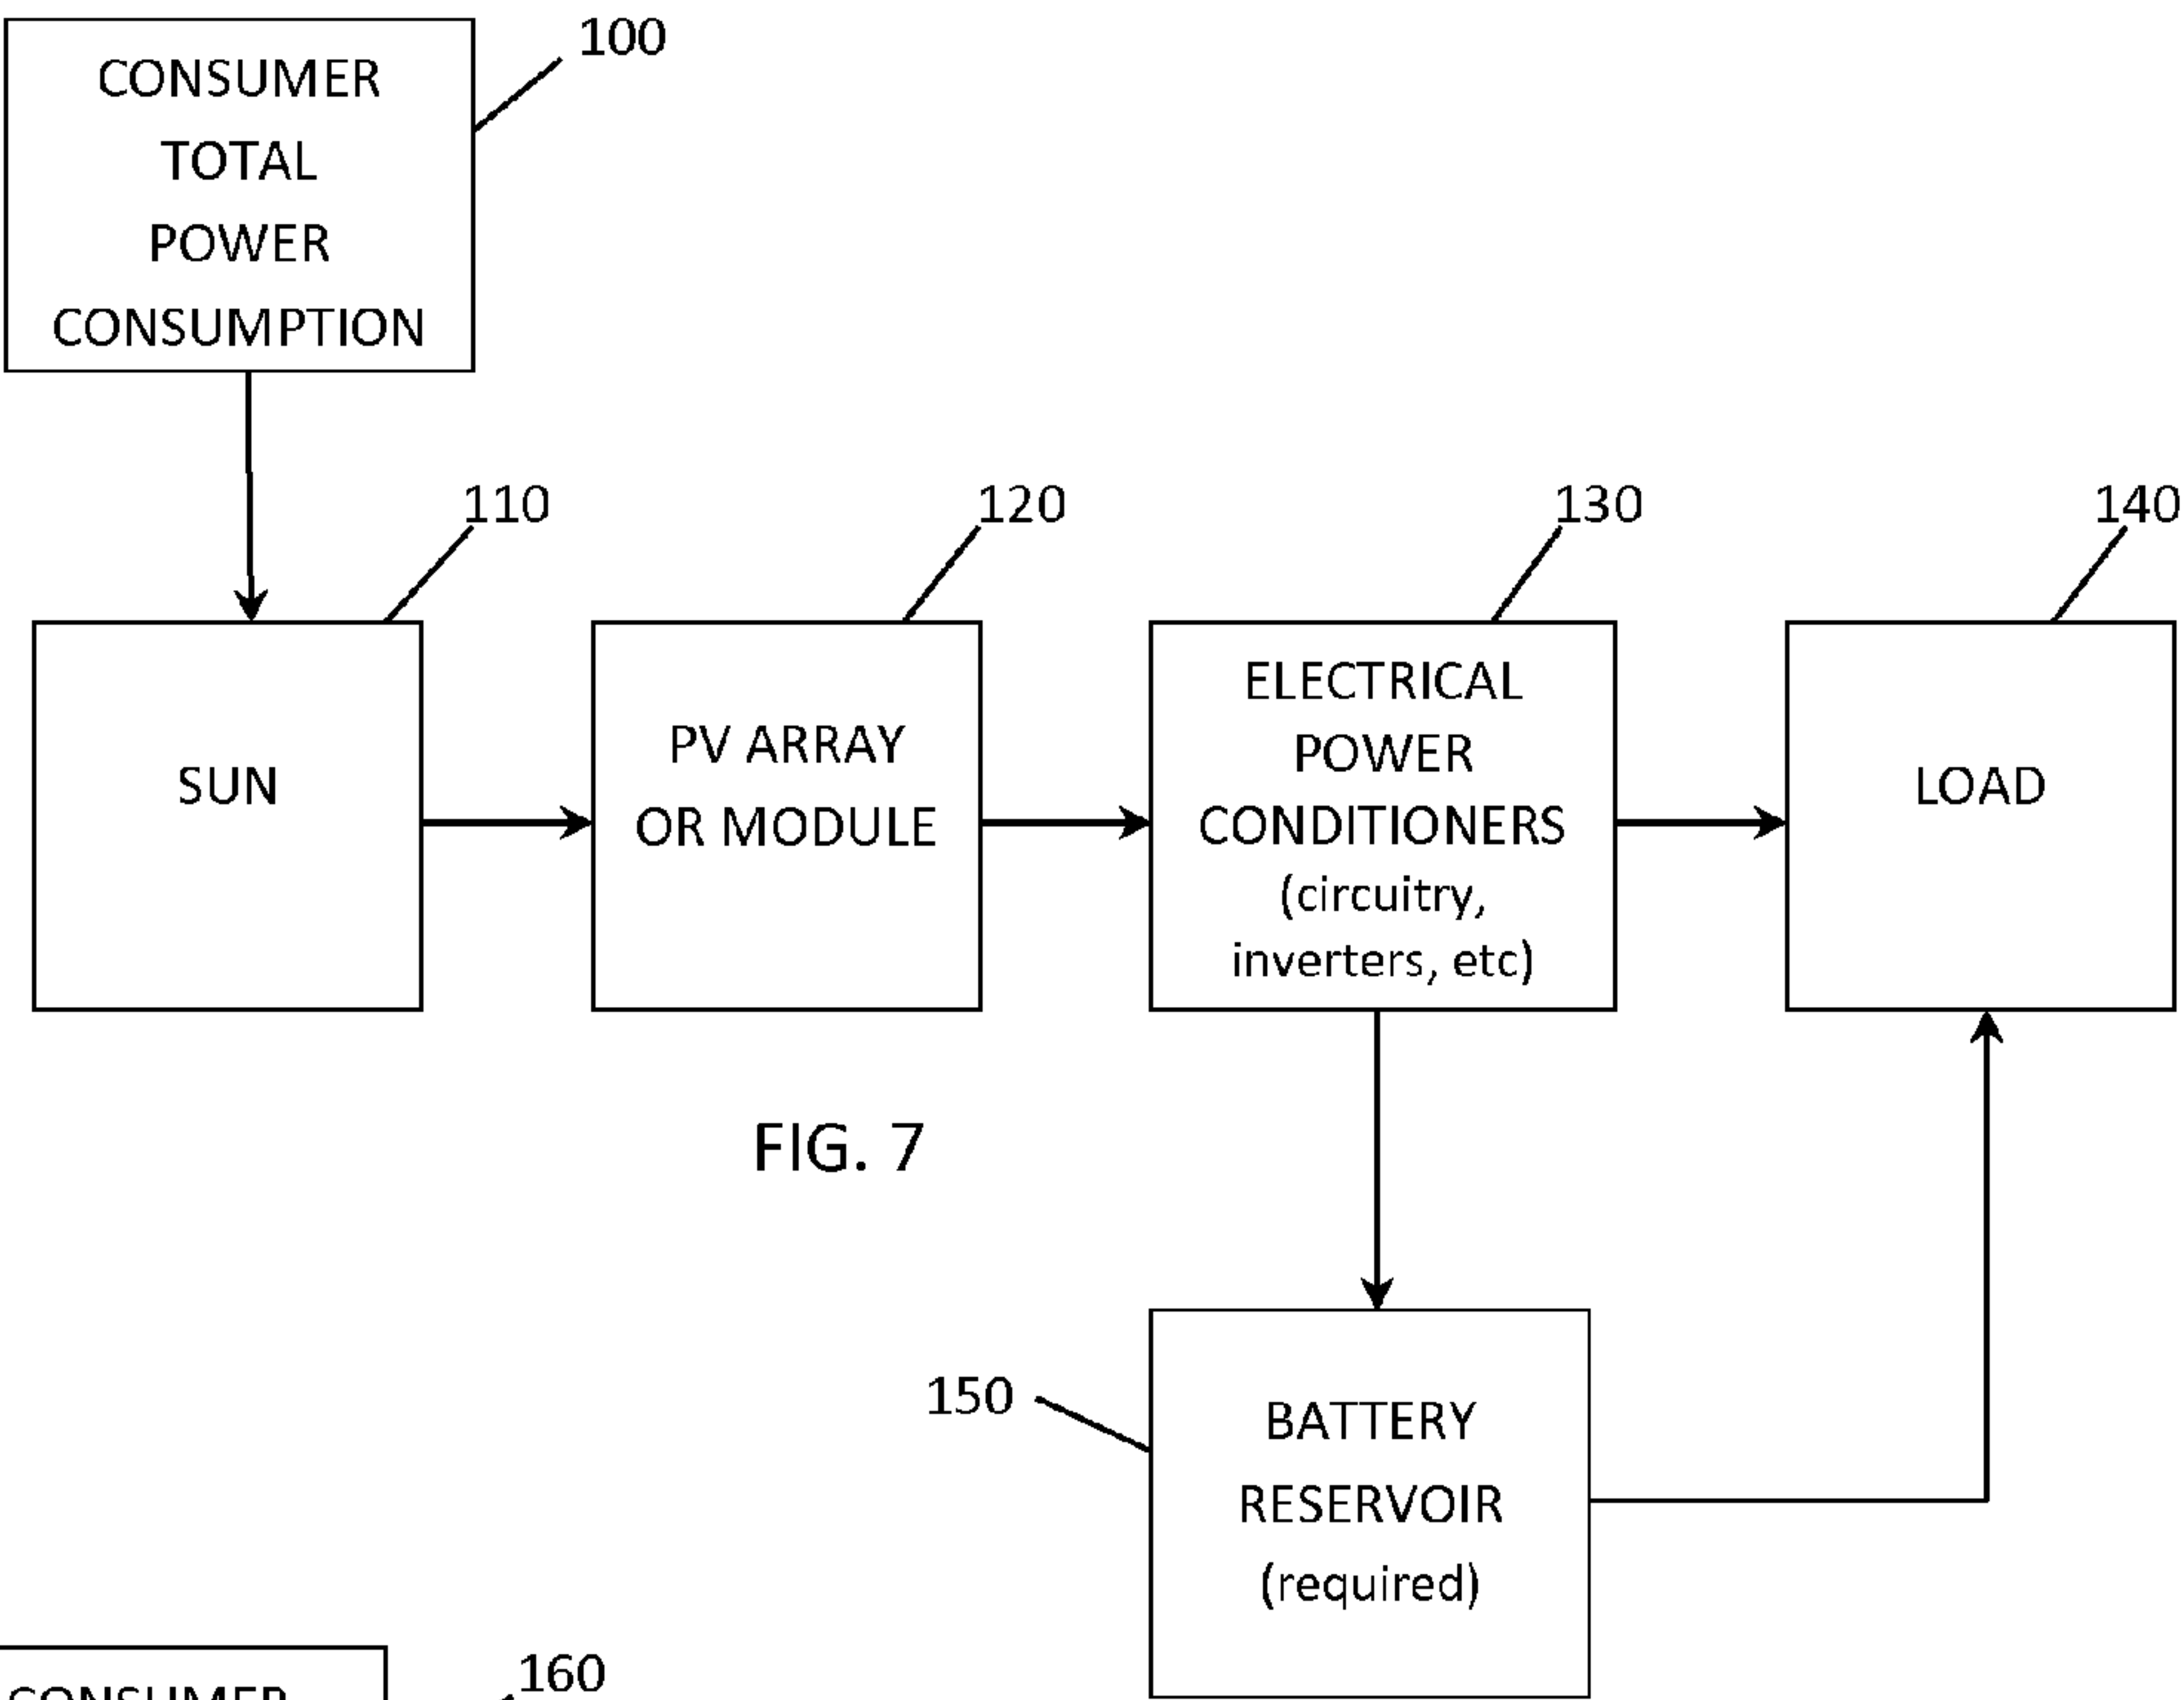 100
CONSUMER
TOTAL
POWER
CONSUMPTION
110
120
130
140
SUN
PV ARRAY
OR MODULE
ELECTRICAL
POWER
CONDITIONERS
(circuitry,
inverters, etc)
LOAD
FIG. 7
150
BATTERY
RESERVOIR
(required)
160
CONSUMER